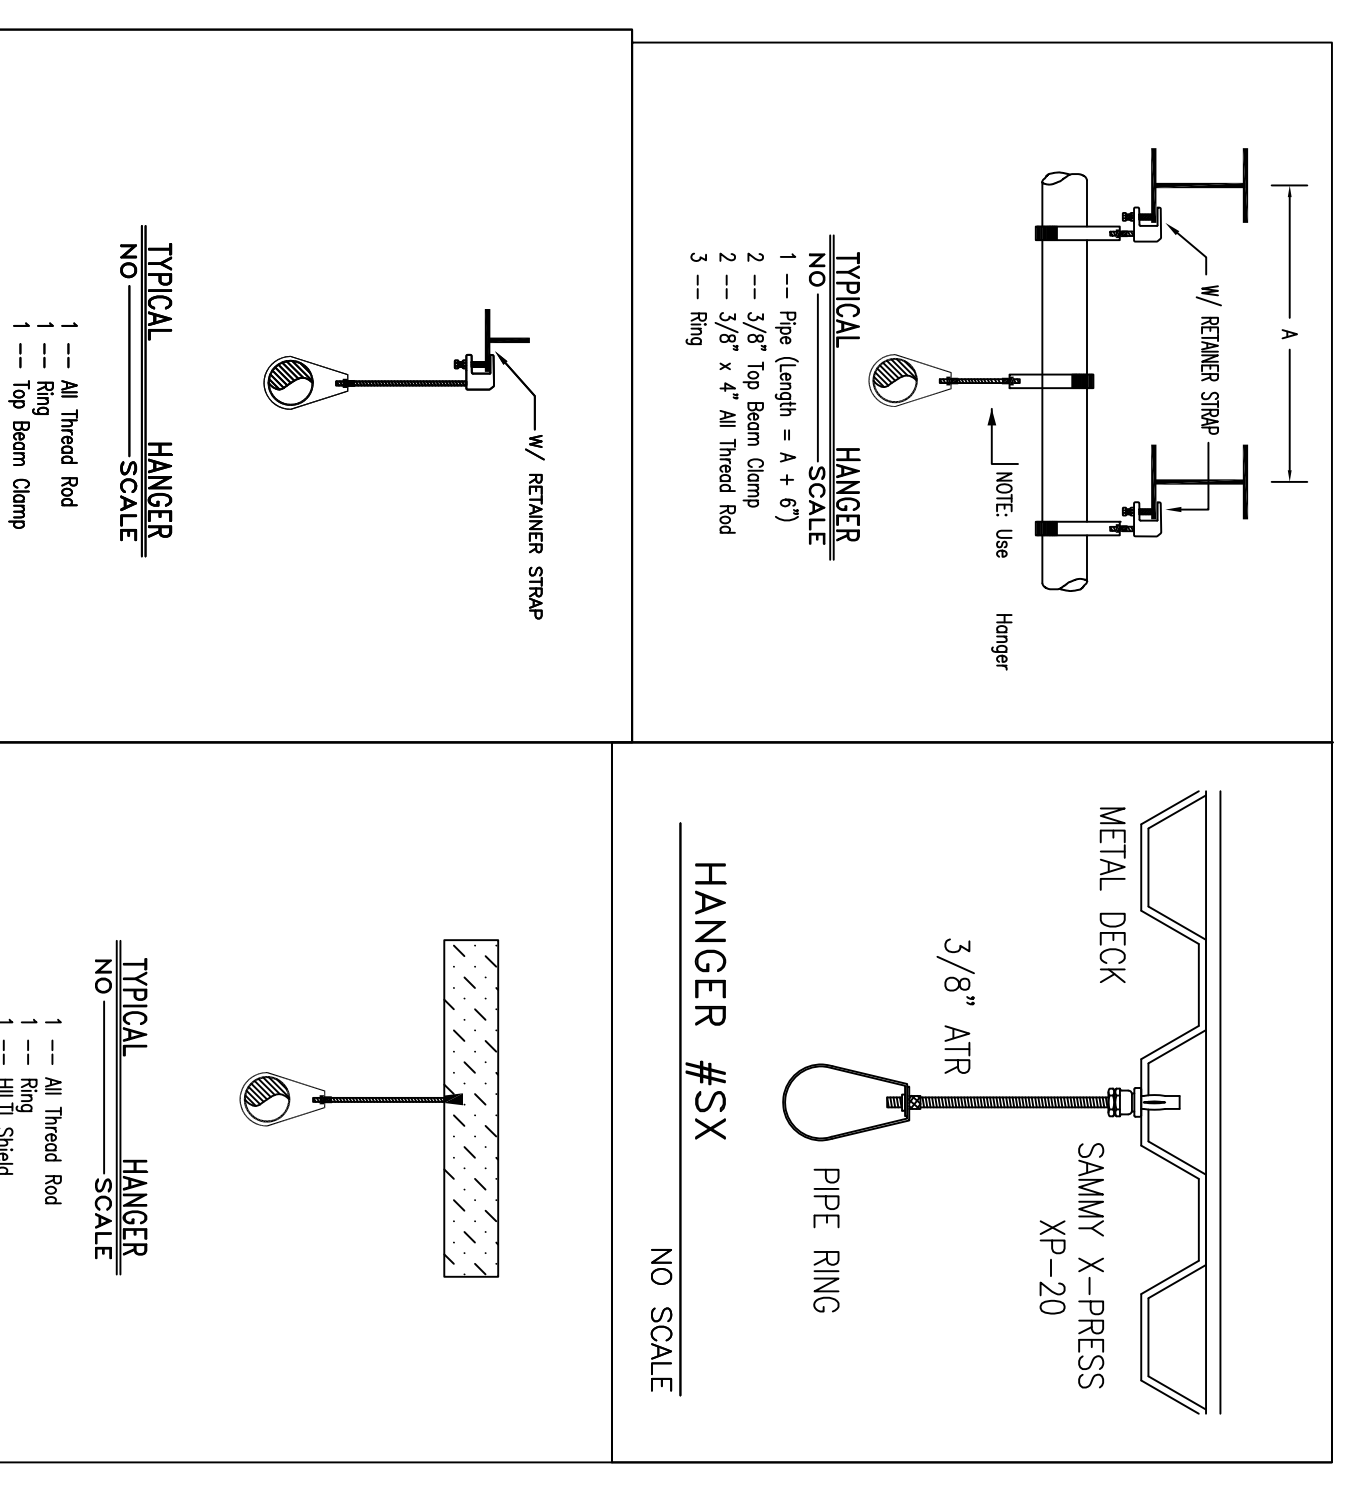 A
W/ RETAINER STRAP
NOTE: Use Hanger
TYPICAL HANGER
NO SCALE
1 -- Pipe (Length = A + 6")
2 -- 3/8" Top Beam Clamp
2 -- 3/8" x 4" All Thread Rod
3 -- Ring
METAL DECK
3/8" ATR
SAMMY X-PRESS
XP-20
PIPE RING
HANGER #SX
NO SCALE
W/ RETAINER STRAP
TYPICAL HANGER
NO SCALE
1 -- All Thread Rod
1 -- Ring
1 -- Top Beam Clamp
TYPICAL HANGER
NO SCALE
1 -- All Thread Rod
1 -- Ring
1 -- HILTI Shield